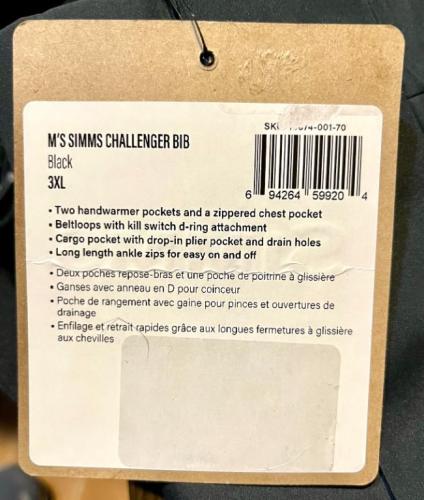 SKU
M'S SIMMS CHALLENGER BIB
Black
3XL
6 94264 59920 4
• Two handwarmer pockets and a zippered chest pocket
• Beltloops with kill switch d-ring attachment
• Cargo pocket with drop-in plier pocket and drain holes
• Long length ankle zips for easy on and off
• Deux poches repose-bras et une poche de poitrine à glissière
• Ganses avec anneau en D pour coinceur
• Poche de rangement avec gaine pour pinces et ouvertures de
drainage
• Enfilage et retrait rapides grâce aux longues fermetures à glissière
aux chevilles